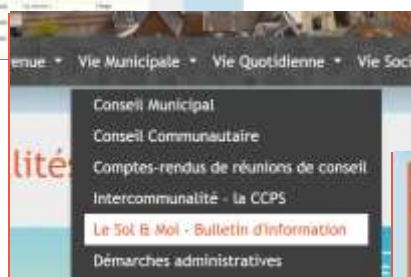 enue Vie Municipale Vie Quotidienne Vie Soci
Conseil Municipal
Conseil Communautaire
lités
Comptes-rendus de réunions de conseil
Intercommunalité - la CCPS
Le Sol & Moi - Bulletin d'information
Démarches administratives